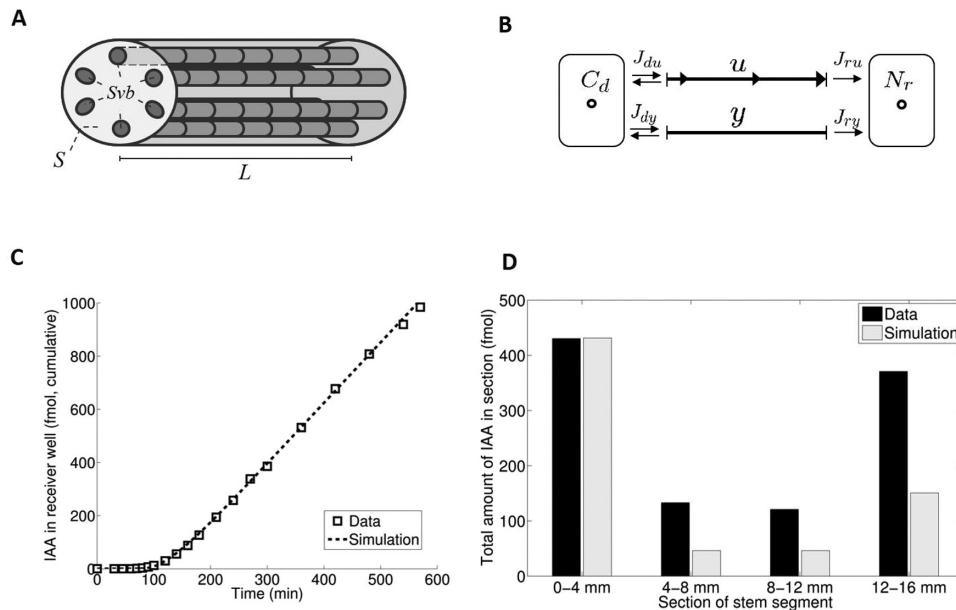 A
Svb
S
L
B
C_d
J_du
u
J_ru
N_r
J_dy
y
J_ry
C
IAA in receiver well (fmol, cumulative)
1000
800
600
400
200
0
0 100 200 300 400 500 600
Time (min)
Data
Simulation
D
Total amount of IAA in section (fmol)
500
400
300
200
100
0
0−4 mm 4−8 mm 8−12 mm 12−16 mm
Section of stem segment
Data
Simulation